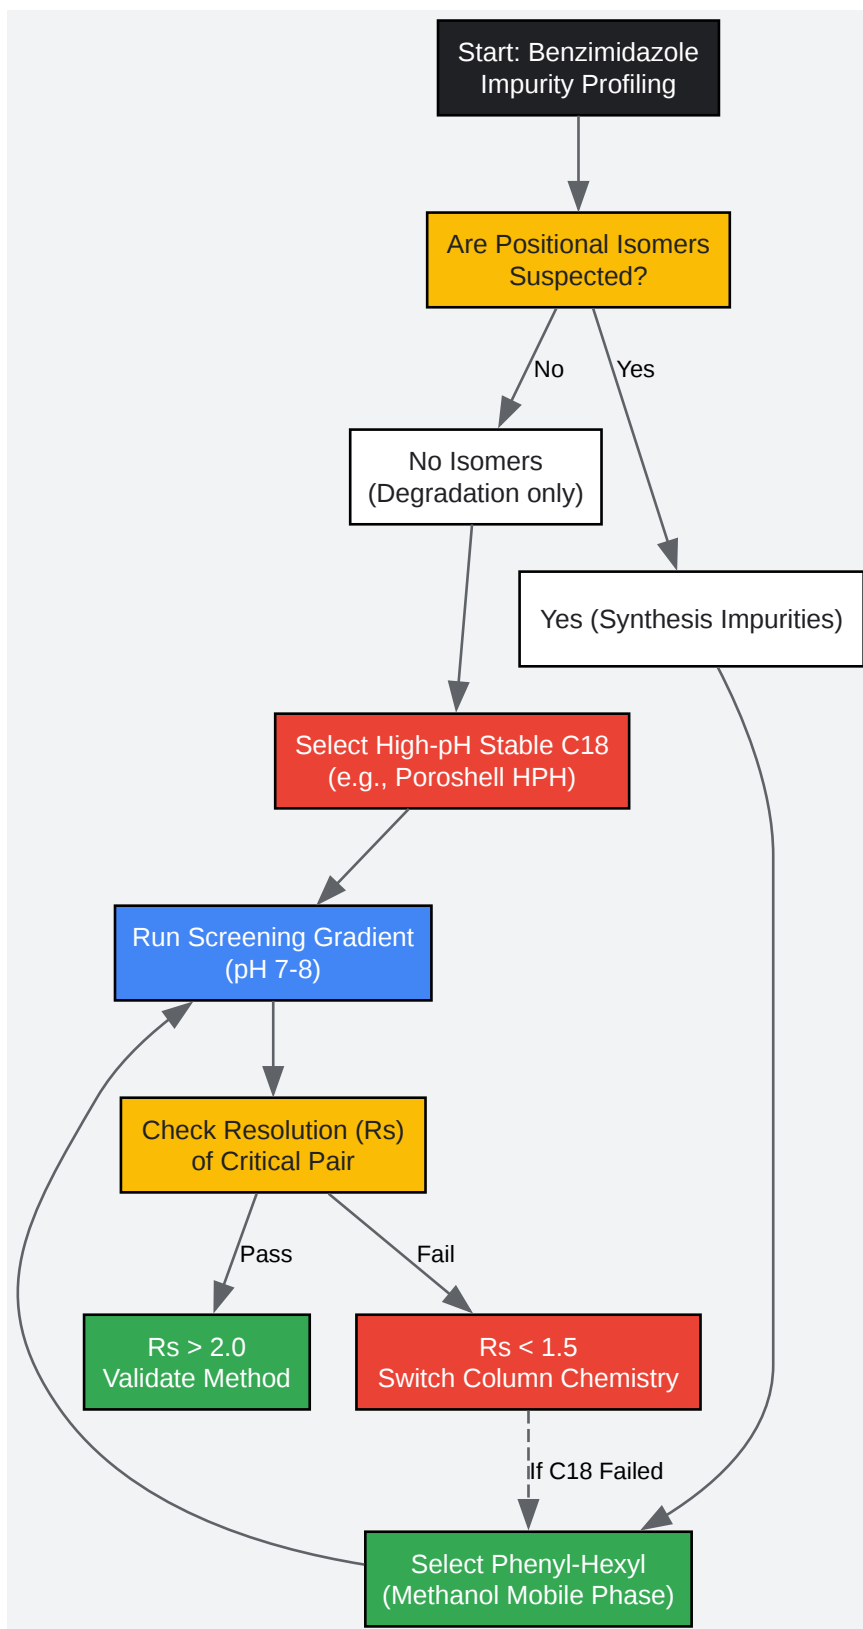 Start: Benzimidazole
Impurity Profiling
Are Positional Isomers
Suspected?
No
Yes
No Isomers
(Degradation only)
Yes (Synthesis Impurities)
Select High-pH Stable C18
(e.g., Poroshell HPH)
Run Screening Gradient
(pH 7-8)
Check Resolution (Rs)
of Critical Pair
Pass
Fail
Rs > 2.0
Validate Method
Rs < 1.5
Switch Column Chemistry
If C18 Failed
Select Phenyl-Hexyl
(Methanol Mobile Phase)